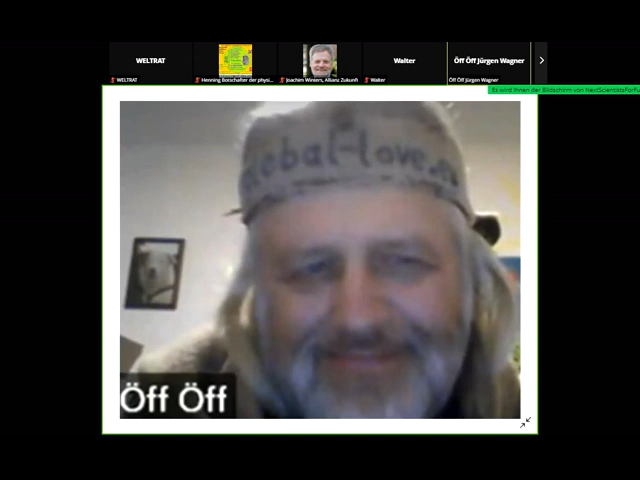 WELTRAT
Walter
Öff Öff Jürgen Wagner
WELTRAT
Henning Botschafter der physi...
Joachim Winters, Allianz Zukunft
Walter
Öff Öff Jürgen Wagner
Es wird Ihnen der Bildschirm von NextScientistsForFu
global-love
Öff Öff